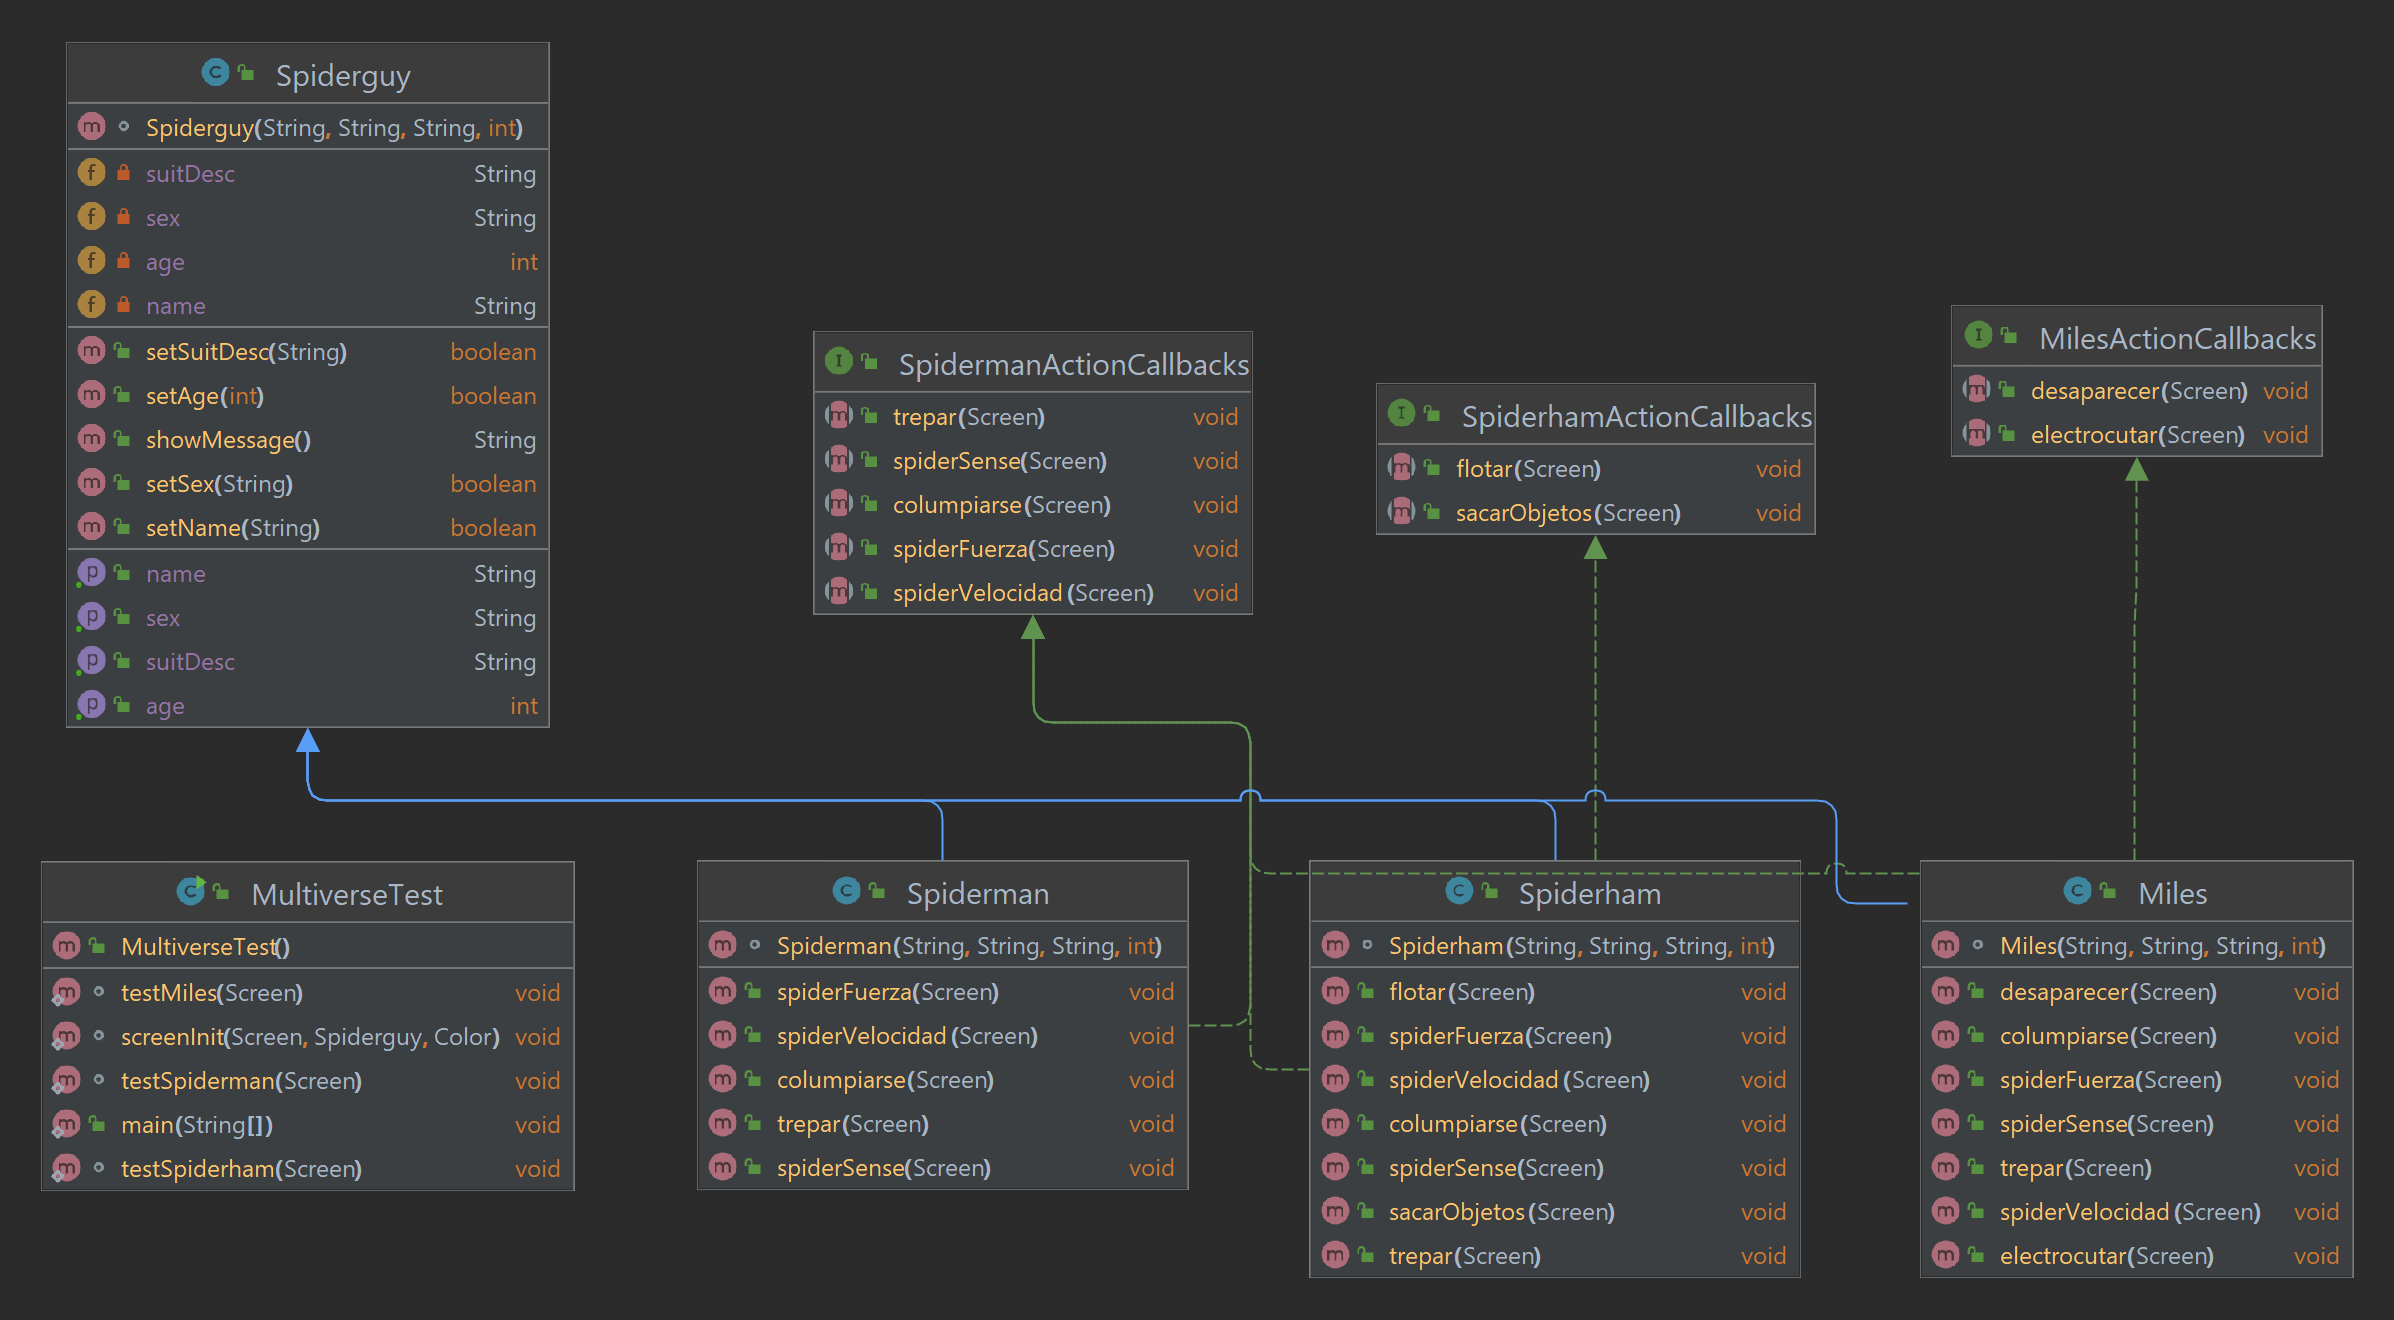 Spiderguy
Spiderguy(String, String, String, int)
suitDesc String
sex String
age int
name String
setSuitDesc(String) boolean
setAge(int) boolean
showMessage() String
setSex(String) boolean
setName(String) boolean
name String
sex String
suitDesc String
age int
SpidermanActionCallbacks
trepar(Screen) void
spiderSense(Screen) void
columpiarse(Screen) void
spiderFuerza(Screen) void
spiderVelocidad(Screen) void
SpiderhamActionCallbacks
flotar(Screen) void
sacarObjetos(Screen) void
MilesActionCallbacks
desaparecer(Screen) void
electrocutar(Screen) void
MultiverseTest
MultiverseTest()
testMiles(Screen) void
screenInit(Screen, Spiderguy, Color) void
testSpiderman(Screen) void
main(String[]) void
testSpiderham(Screen) void
Spiderman
Spiderman(String, String, String, int)
spiderFuerza(Screen) void
spiderVelocidad(Screen) void
columpiarse(Screen) void
trepar(Screen) void
spiderSense(Screen) void
Spiderham
Spiderham(String, String, String, int)
flotar(Screen) void
spiderFuerza(Screen) void
spiderVelocidad(Screen) void
columpiarse(Screen) void
spiderSense(Screen) void
sacarObjetos(Screen) void
trepar(Screen) void
Miles
Miles(String, String, String, int)
desaparecer(Screen) void
columpiarse(Screen) void
spiderFuerza(Screen) void
spiderSense(Screen) void
trepar(Screen) void
spiderVelocidad(Screen) void
electrocutar(Screen) void